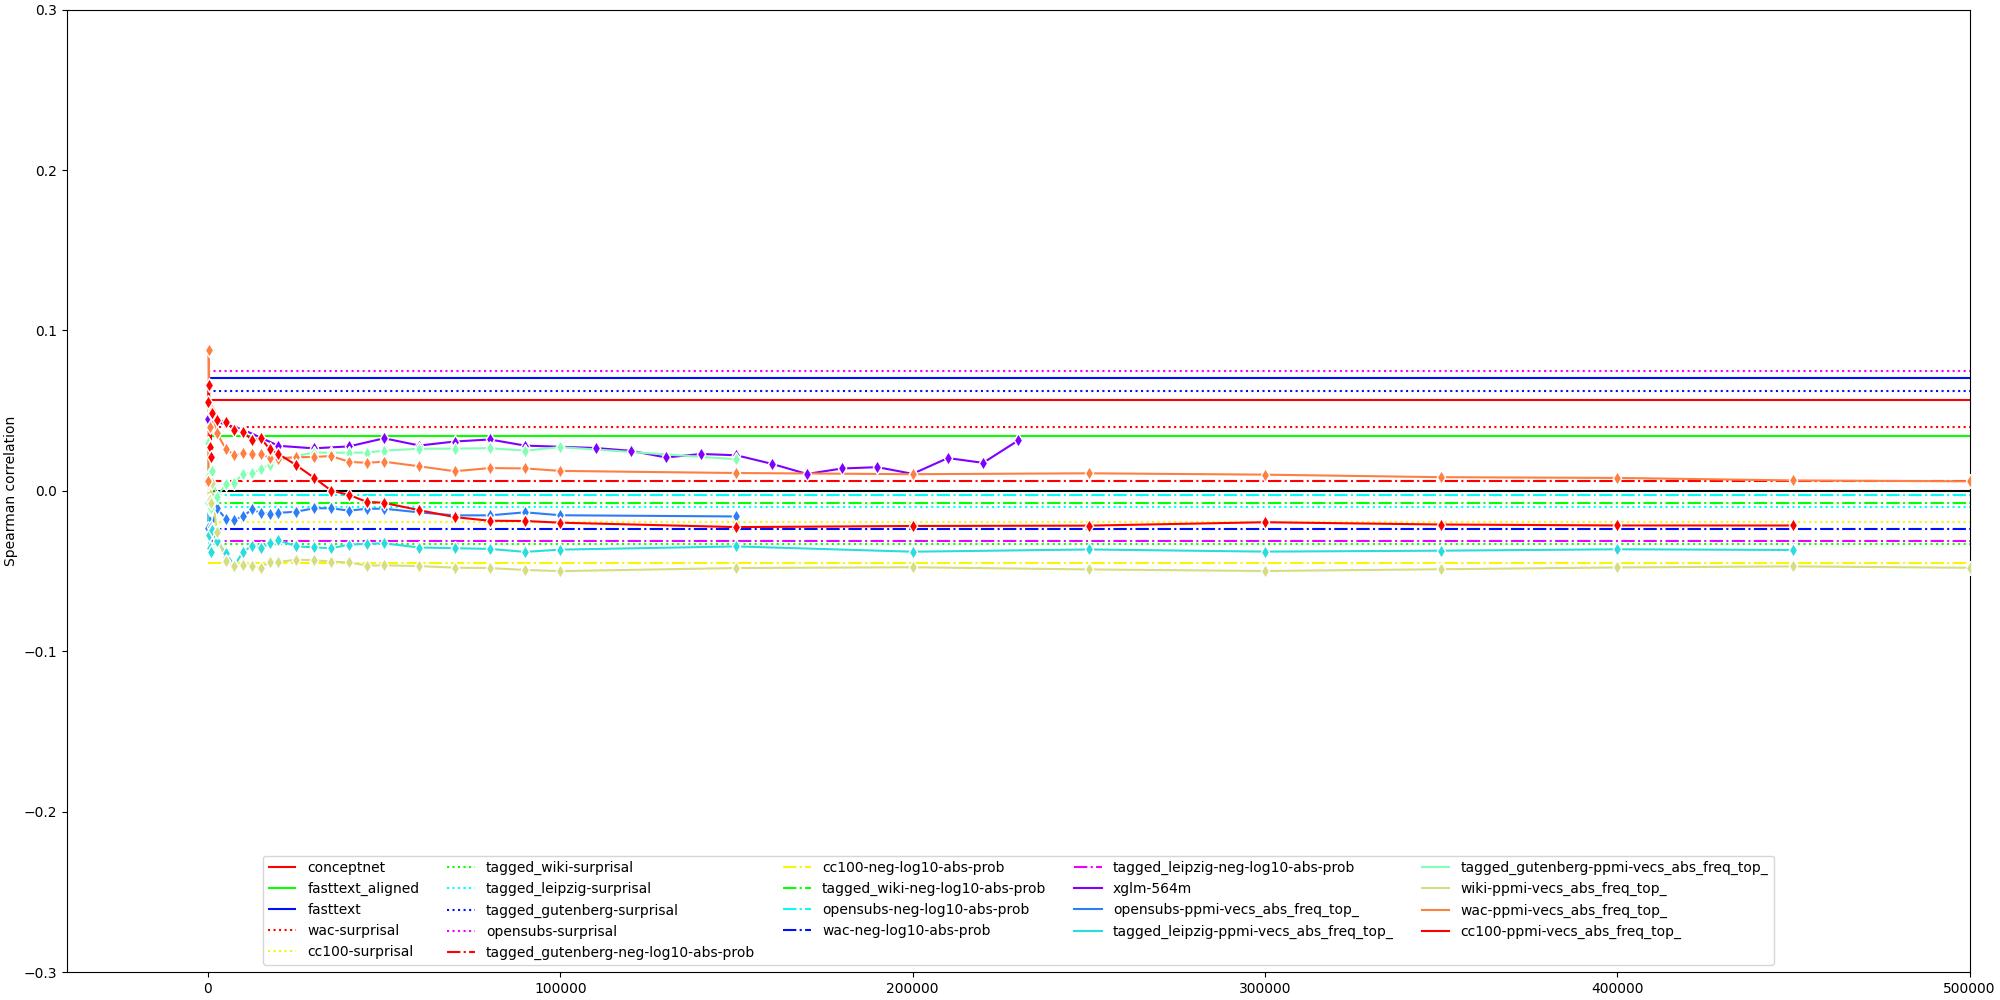 0.3
0.2
0.1
0.0
−0.1
−0.2
−0.3
Spearman correlation
conceptnet
fasttext_aligned
fasttext
wac-surprisal
cc100-surprisal
tagged_wiki-surprisal
tagged_leipzig-surprisal
tagged_gutenberg-surprisal
opensubs-surprisal
tagged_gutenberg-neg-log10-abs-prob
cc100-neg-log10-abs-prob
tagged_wiki-neg-log10-abs-prob
opensubs-neg-log10-abs-prob
wac-neg-log10-abs-prob
tagged_leipzig-neg-log10-abs-prob
xglm-564m
opensubs-ppmi-vecs_abs_freq_top_
tagged_leipzig-ppmi-vecs_abs_freq_top_
tagged_gutenberg-ppmi-vecs_abs_freq_top_
wiki-ppmi-vecs_abs_freq_top_
wac-ppmi-vecs_abs_freq_top_
cc100-ppmi-vecs_abs_freq_top_
0 100000 200000 300000 400000 500000